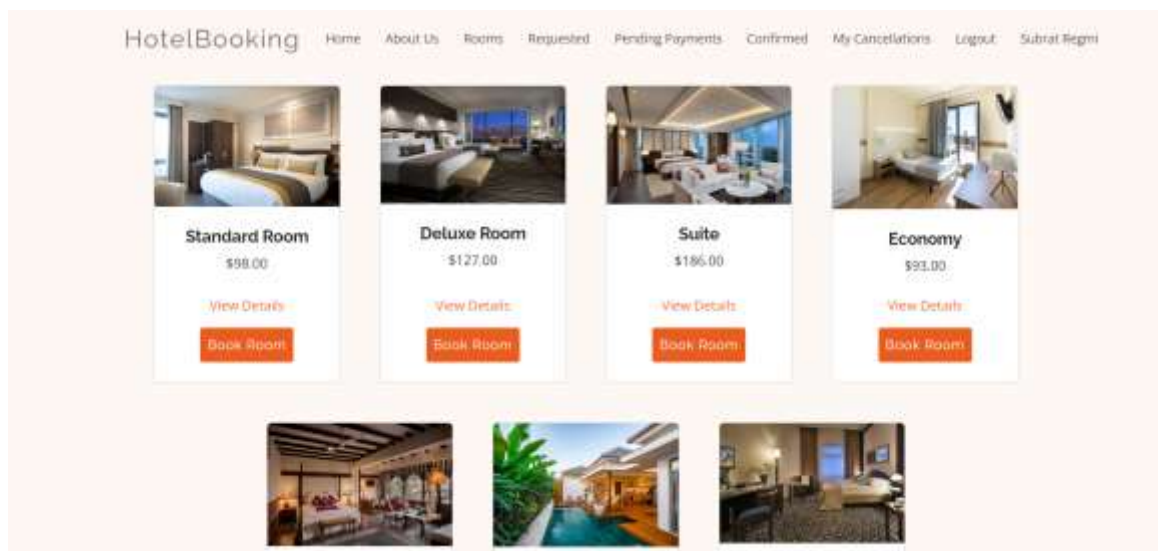 HotelBooking Home About Us Rooms Requested Pending Payments Confirmed My Cancellations Logout Subrat Regmi
Standard Room
$98.00
View Details
Book Room
Deluxe Room
$127.00
View Details
Book Room
Suite
$186.00
View Details
Book Room
Economy
$93.00
View Details
Book Room